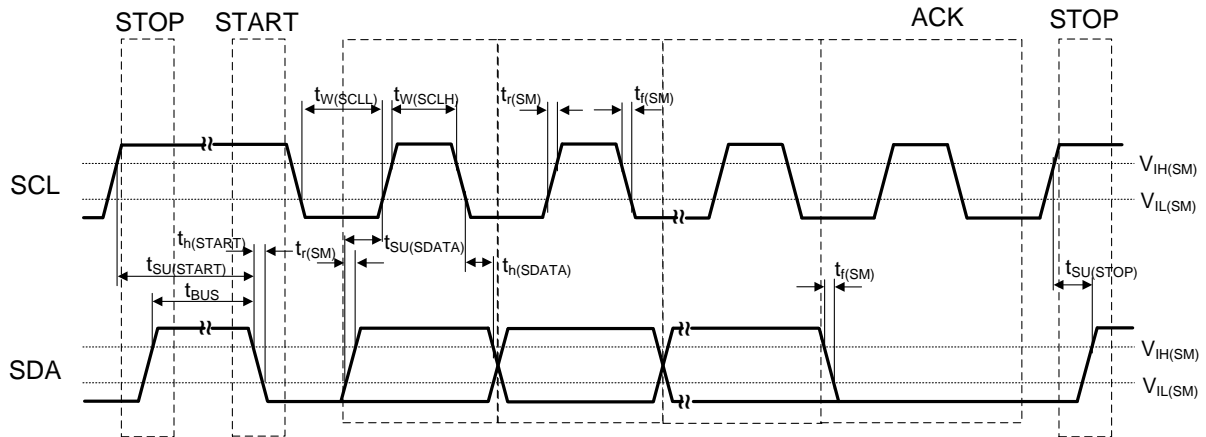 STOP START ACK STOP
tW(SCLL) tW(SCLH) tr(SM) tf(SM)
VIH(SM)
SCL
VIL(SM)
th(START) tr(SM) tSU(SDATA)
th(SDATA) tf(SM)
tSU(START) tSU(STOP)
tBUS
VIH(SM)
SDA
VIL(SM)